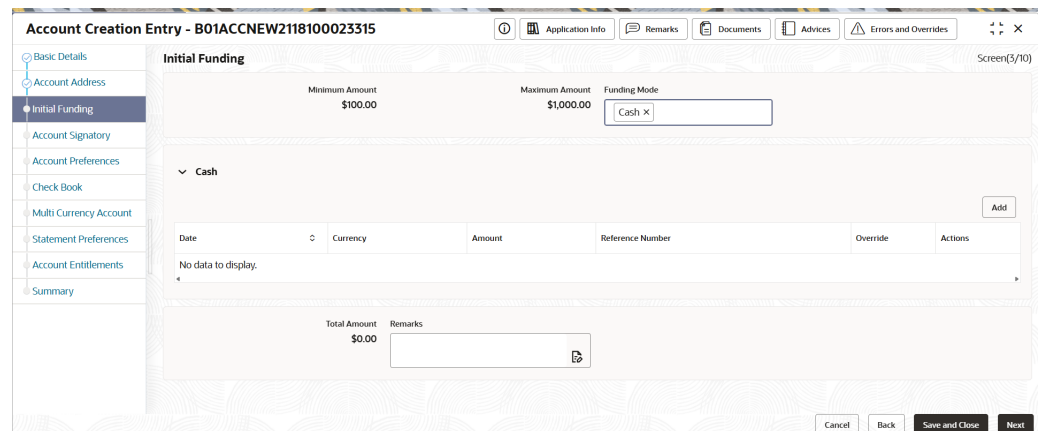 Account Creation Entry - B01ACCNEW2118100023315
Application Info
Remarks
Documents
Advices
Errors and Overrides
Basic Details
Account Address
Initial Funding
Account Signatory
Account Preferences
Check Book
Multi Currency Account
Statement Preferences
Account Entitlements
Summary
Initial Funding
Screen(3/10)
Minimum Amount
$100.00
Maximum Amount
$1,000.00
Funding Mode
Cash ×
Cash
Add
Date Currency Amount Reference Number Override Actions
No data to display.
Total Amount
$0.00
Remarks
Cancel Back Save and Close Next